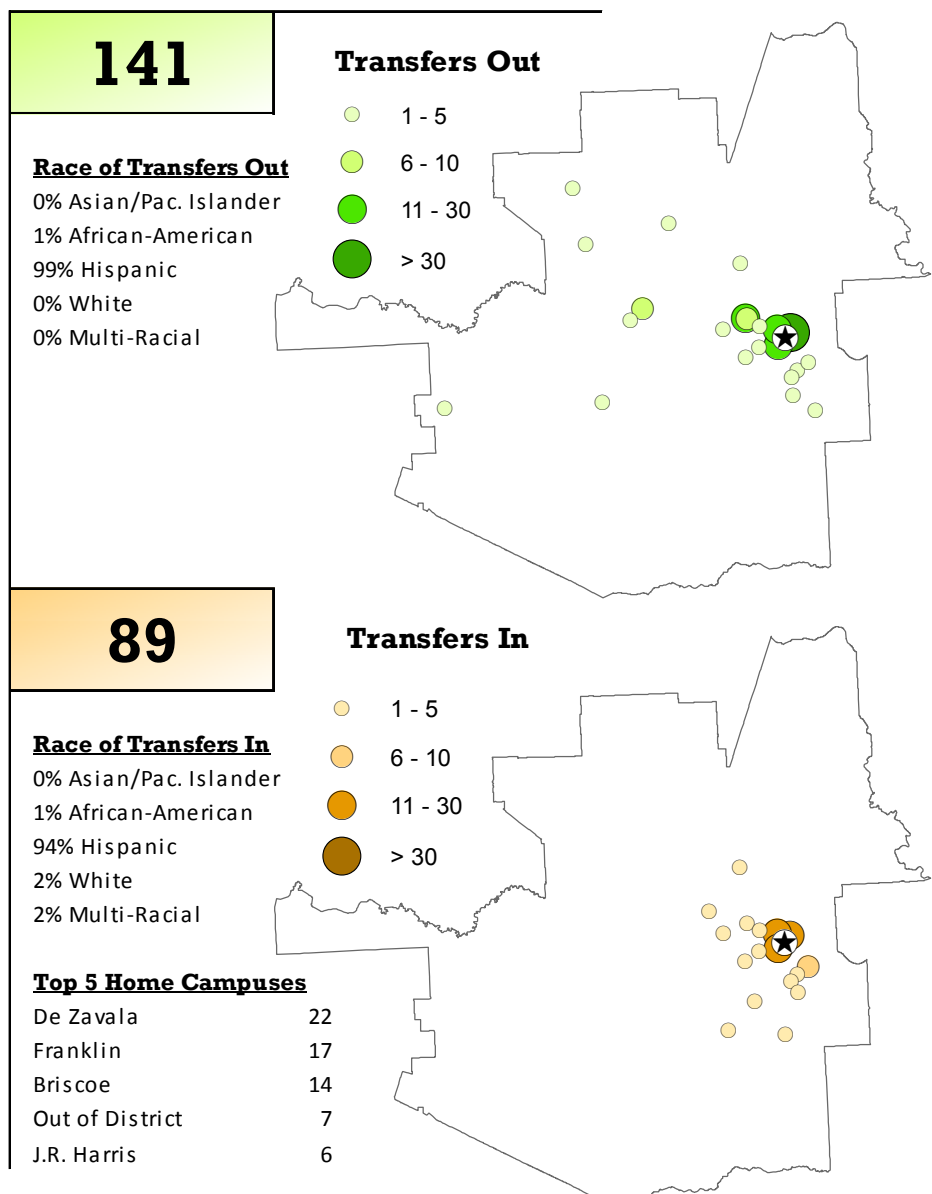 141
Transfers Out
1 - 5
6 - 10
11 - 30
> 30
Race of Transfers Out
0% Asian/Pac. Islander
1% African-American
99% Hispanic
0% White
0% Multi-Racial
89
Transfers In
1 - 5
6 - 10
11 - 30
> 30
Race of Transfers In
0% Asian/Pac. Islander
1% African-American
94% Hispanic
2% White
2% Multi-Racial
Top 5 Home Campuses
De Zavala 22
Franklin 17
Briscoe 14
Out of District 7
J.R. Harris 6